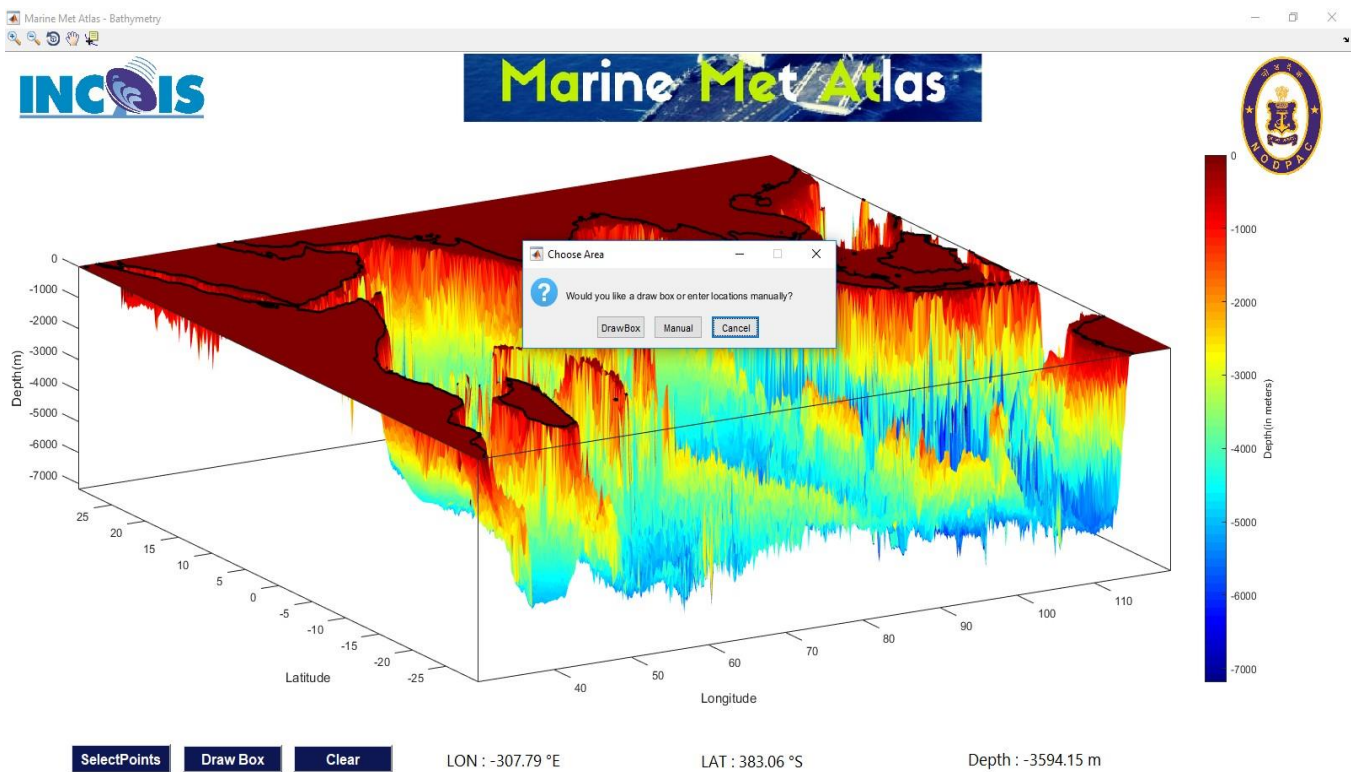 Marine Met Atlas - Bathymetry
INCOIS
Marine Met Atlas
NODPAC
Choose Area
Would you like a draw box or enter locations manually?
DrawBox Manual Cancel
0
-1000
-2000
-3000
-4000
-5000
-6000
-7000
Depth(m)
25
20
15
10
5
0
-5
-10
-15
-20
-25
Latitude
40
50
60
70
80
90
100
110
Longitude
0
-1000
-2000
-3000
-4000
-5000
-6000
-7000
Depth(in meters)
SelectPoints Draw Box Clear LON : -307.79 °E LAT : 383.06 °S Depth : -3594.15 m